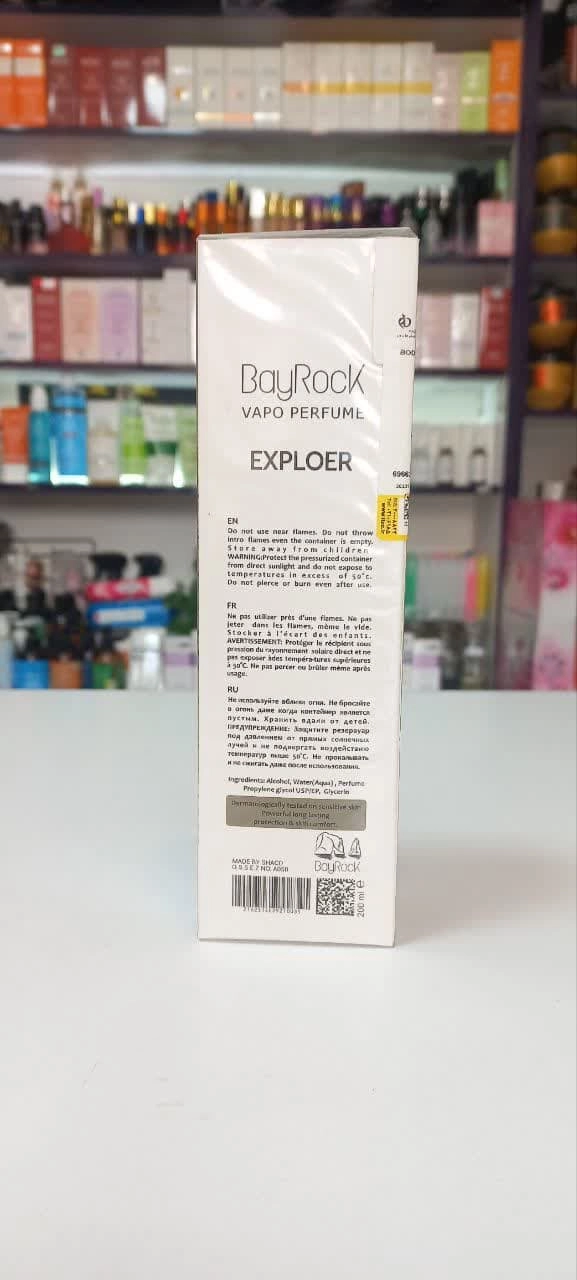 BayRock
VAPO PERFUME
EXPLOER
EN
Do not use near flames. Do not throw
intro flames even the container is empty.
Store away from children
WARNING:Protect the pressurized container
from direct sunlight and do not expose to
temperatures in excess of 50°c.
Do not pierce or burn even after use.
FR
Ne pas utiliser près d'une flames. Ne pas
jeter dans les flammes, même le vide.
Stocker à l'écart des enfants.
AVERTISSEMENT: Protéger le récipient sous
pression du rayonnement solaire direct et ne
pas exposer àdes températures supérieures
à 50°C. Ne pas percer ou brûler même après
usage.
RU
Не используйте вблизи огня. Не бросайте
в огонь даже когда контейнер является
пустым. Хранить вдали от детей.
ПРЕДУПРЕЖДЕНИЕ: Защитите резервуар
под давлением от прямых солнечных
лучей и не подвергать воздействию
температур выше 50°C. Не прокалывать
и не сжигать даже после использования.
Ingredients: Alcohol, Water(Aqua), Perfume
Propylene glycol USP/EP, Glycerin
Dermatologically tested on sensitive skin
Powerful long lasting
protection & skin comfort.
BayRock
MADE BY SHACO
200 ml e